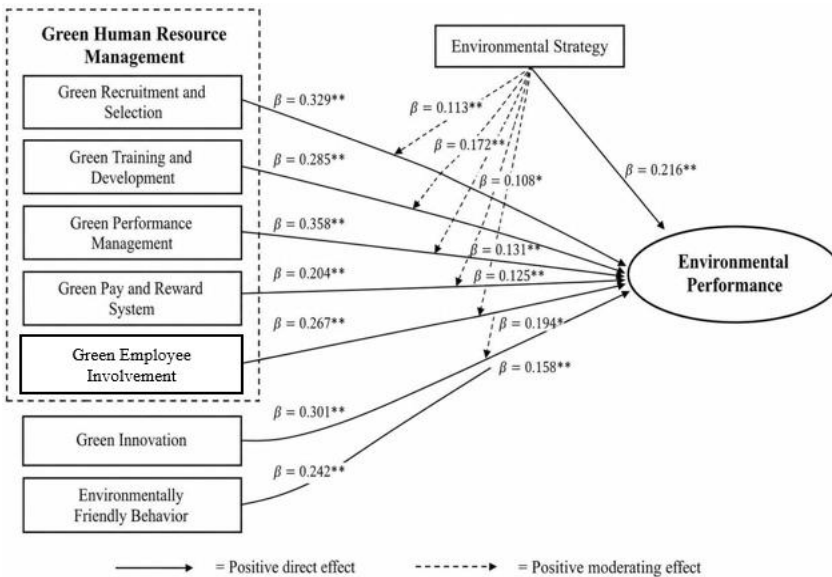 Green Human Resource
Management
Environmental Strategy
Green Recruitment and
Selection
β = 0.329**
β = 0.113**
Green Training and
Development
β = 0.285**
β = 0.172**
β = 0.108*
β = 0.216**
Green Performance
Management
β = 0.358**
β = 0.131**
Environmental
Performance
Green Pay and Reward
System
β = 0.204**
β = 0.125**
Green Employee
Involvement
β = 0.267**
β = 0.194*
β = 0.158**
Green Innovation
β = 0.301**
Environmentally
Friendly Behavior
β = 0.242**
= Positive direct effect
= Positive moderating effect